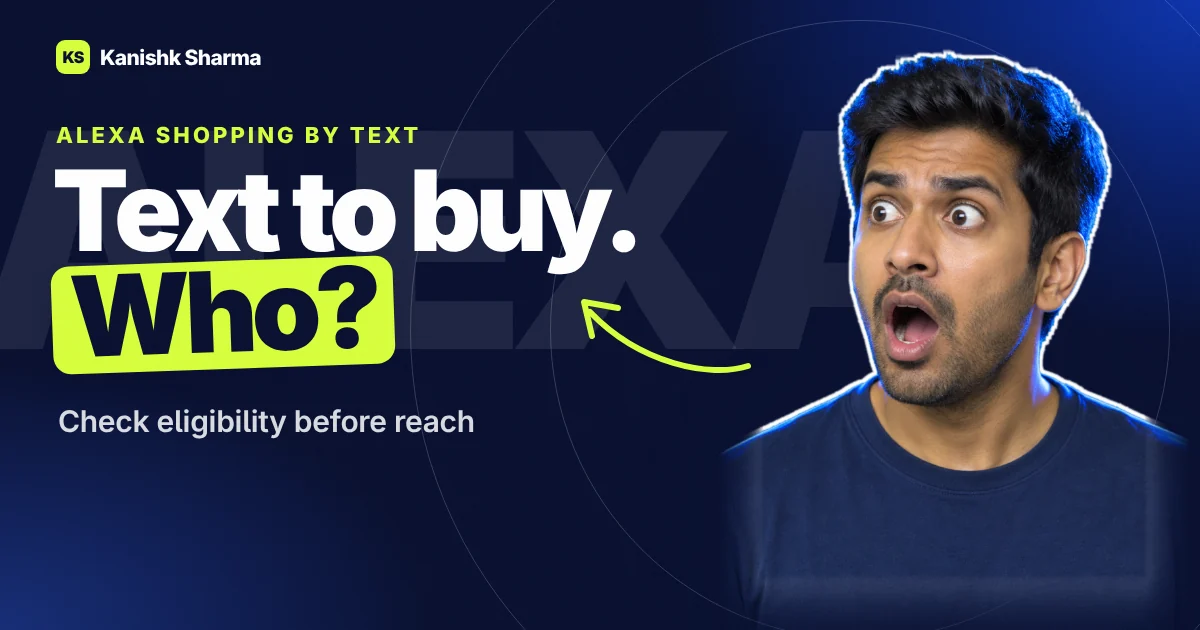 KS Kanishk Sharma
ALEXA SHOPPING BY TEXT
ALEXA
Text to buy.
Who?
Check eligibility before reach